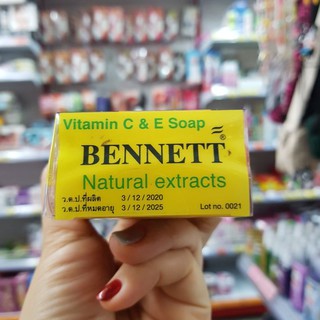 Vitamin C & E Soap
BENNETT®
Natural extracts
ว.ด.ป.ที่ผลิต 3/12/2020
ว.ด.ป.ที่หมดอายุ 3/12/2025 Lot no. 0021